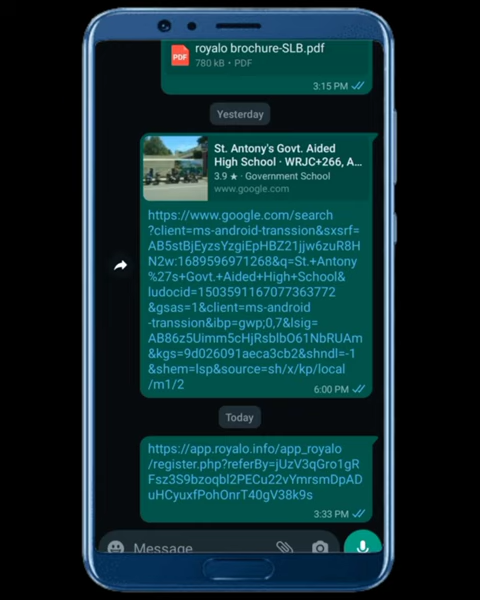 royalo brochure-SLB.pdf
PDF
780 kB • PDF
3:15 PM
Yesterday
St. Antony's Govt. Aided
High School · WRJC+266, A...
3.9 ★ · Government School
www.google.com
https://www.google.com/search
?client=ms-android-transsion&sxsrf=
AB5stBjEyzsYzgiEpHBZ21jjw6zuR8H
N2w:1689596971268&q=St.+Antony
%27s+Govt.+Aided+High+School&
ludocid=1503591167077363772
&gsas=1&client=ms-android
-transsion&ibp=gwp;0,7&lsig=
AB86z5Uimm5cHjRsblbO61NbRUAm
&kgs=9d026091aeca3cb2&shndl=-1
&shem=lsp&source=sh/x/kp/local
/m1/2
6:00 PM
Today
https://app.royalo.info/app_royalo
/register.php?referBy=jUzV3qGro1gR
Fsz3S9bzoqbl2PECu22vYmrsmDpAD
uHCyuxfPohOnrT40gV38k9s
3:33 PM
Message